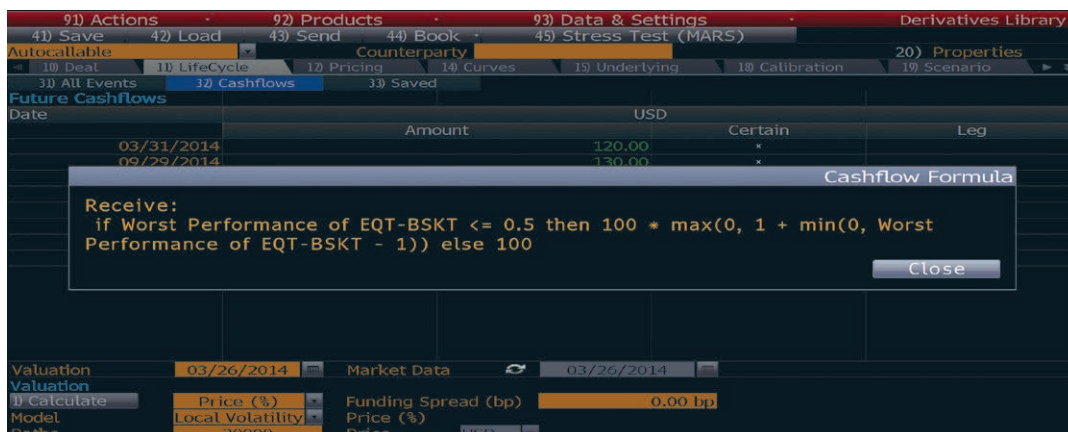 91) Actions 92) Products 93) Data & Settings Derivatives Library
41) Save 42) Load 43) Send 44) Book 45) Stress Test (MARS)
Autocallable Counterparty 20) Properties
10) Deal 11) LifeCycle 12) Pricing 14) Curves 15) Underlying 18) Calibration 19) Scenario
31) All Events 32) Cashflows 33) Saved
Future Cashflows
Date USD
Amount Certain Leg
03/31/2014 120.00 ×
09/29/2014 130.00 ×
Cashflow Formula
Receive:
if Worst Performance of EQT-BSKT <= 0.5 then 100 * max(0, 1 + min(0, Worst
Performance of EQT-BSKT - 1)) else 100
Close
Valuation 03/26/2014 Market Data 03/26/2014
Valuation
1) Calculate Price (%) Funding Spread (bp) 0.00 bp
Model Local Volatility Price (%)
Paths 20000 Price USD